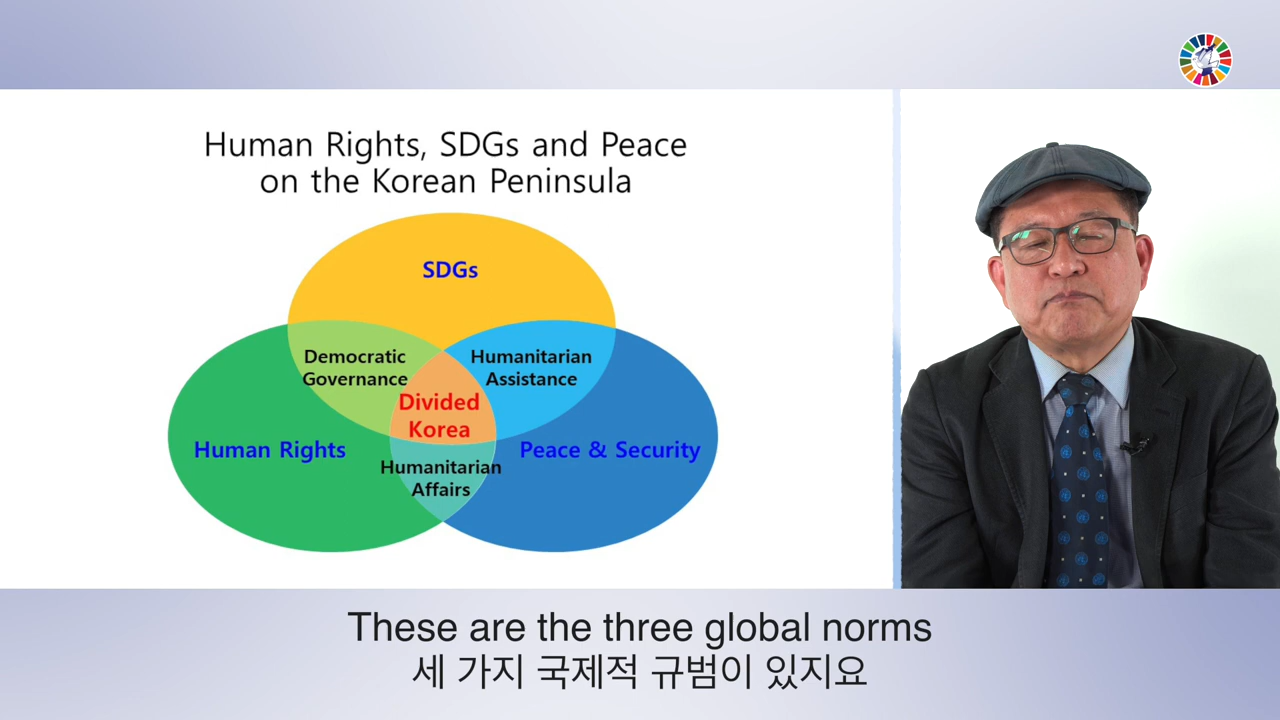 Human Rights, SDGs and Peace
on the Korean Peninsula
SDGs
Democratic
Governance
Humanitarian
Assistance
Divided
Korea
Human Rights
Peace & Security
Humanitarian
Affairs
These are the three global norms
세 가지 국제적 규범이 있지요